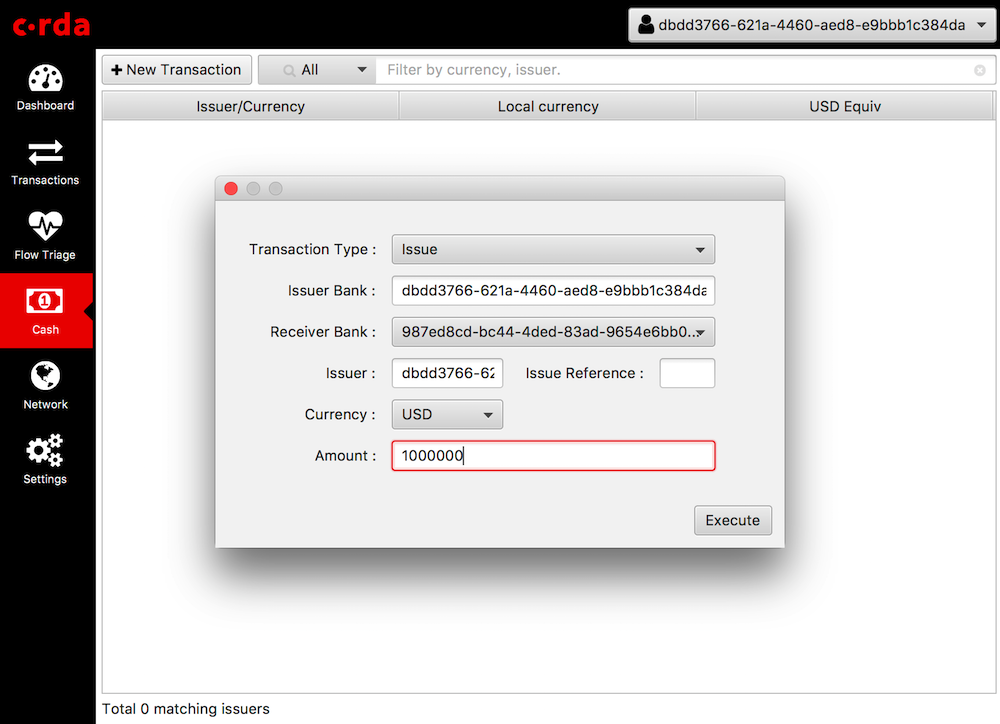 c·rda
dbdd3766-621a-4460-aed8-e9bbb1c384da
Dashboard
Transactions
Flow Triage
Cash
Network
Settings
New Transaction
All
Filter by currency, issuer.
Issuer/Currency Local currency USD Equiv
Transaction Type : Issue
Issuer Bank : dbdd3766-621a-4460-aed8-e9bbb1c384da
Receiver Bank : 987ed8cd-bc44-4ded-83ad-9654e6bb0...
Issuer : dbdd3766-62 Issue Reference :
Currency : USD
Amount : 1000000
Execute
Total 0 matching issuers